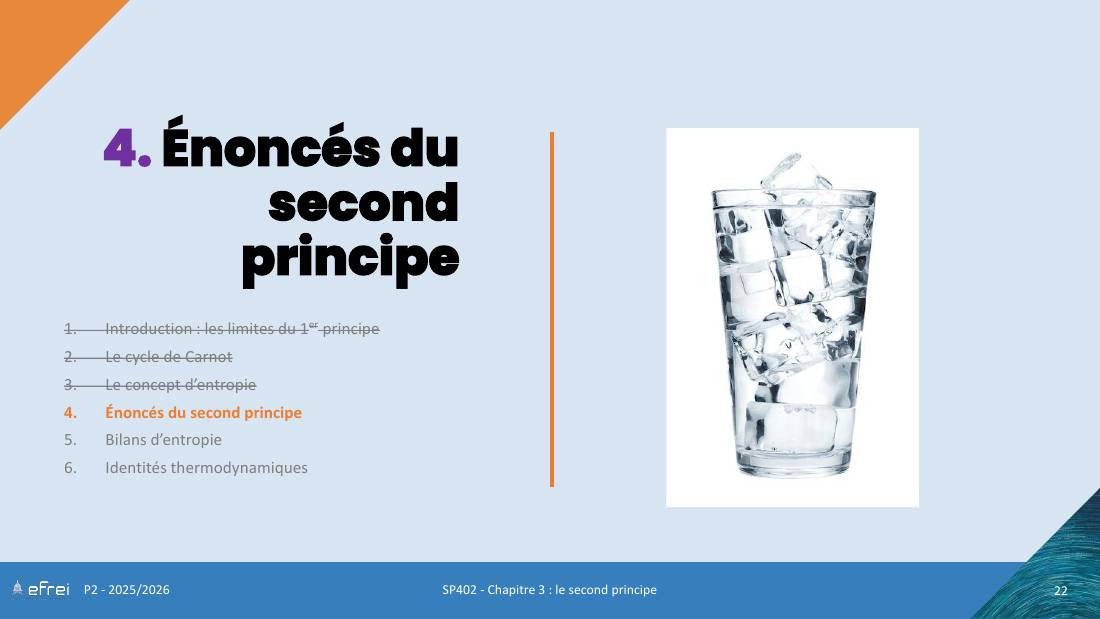 4. Énoncés du
second
principe
1. Introduction : les limites du 1er principe
2. Le cycle de Carnot
3. Le concept d’entropie
4. Énoncés du second principe
5. Bilans d’entropie
6. Identités thermodynamiques
efrei P2 - 2025/2026 SP402 - Chapitre 3 : le second principe 22